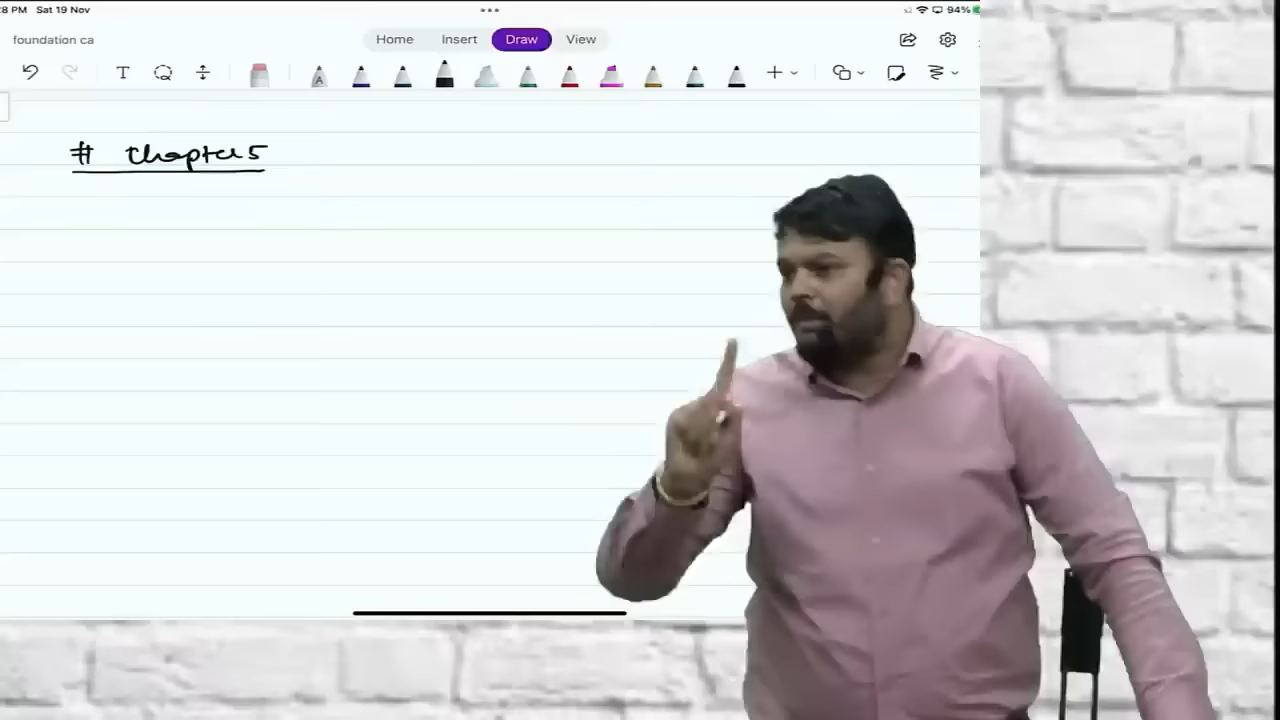 8 PM Sat 19 Nov
94%
foundation ca
Home Insert Draw View
T
A
# Chapter 5